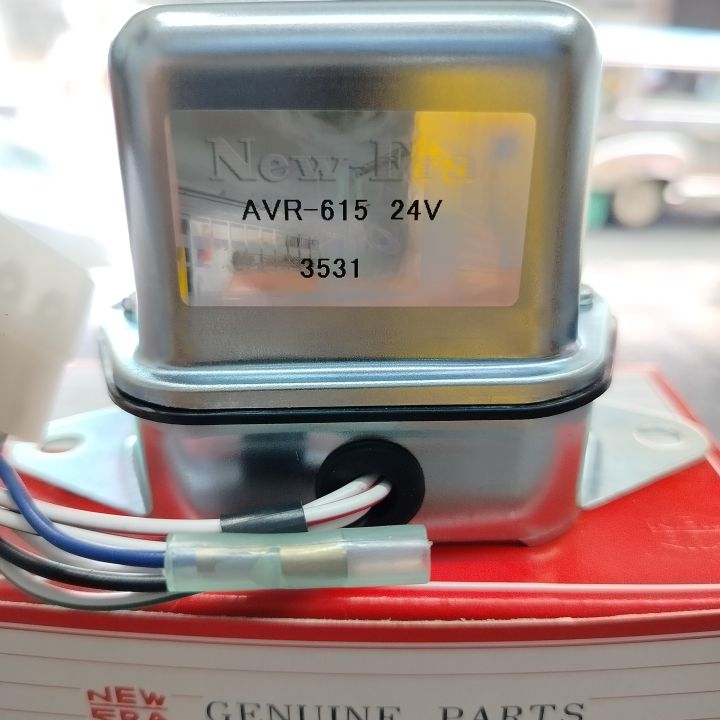 New-Era
AVR-615 24V
3531
NEW
ERA
GENUINE PARTS